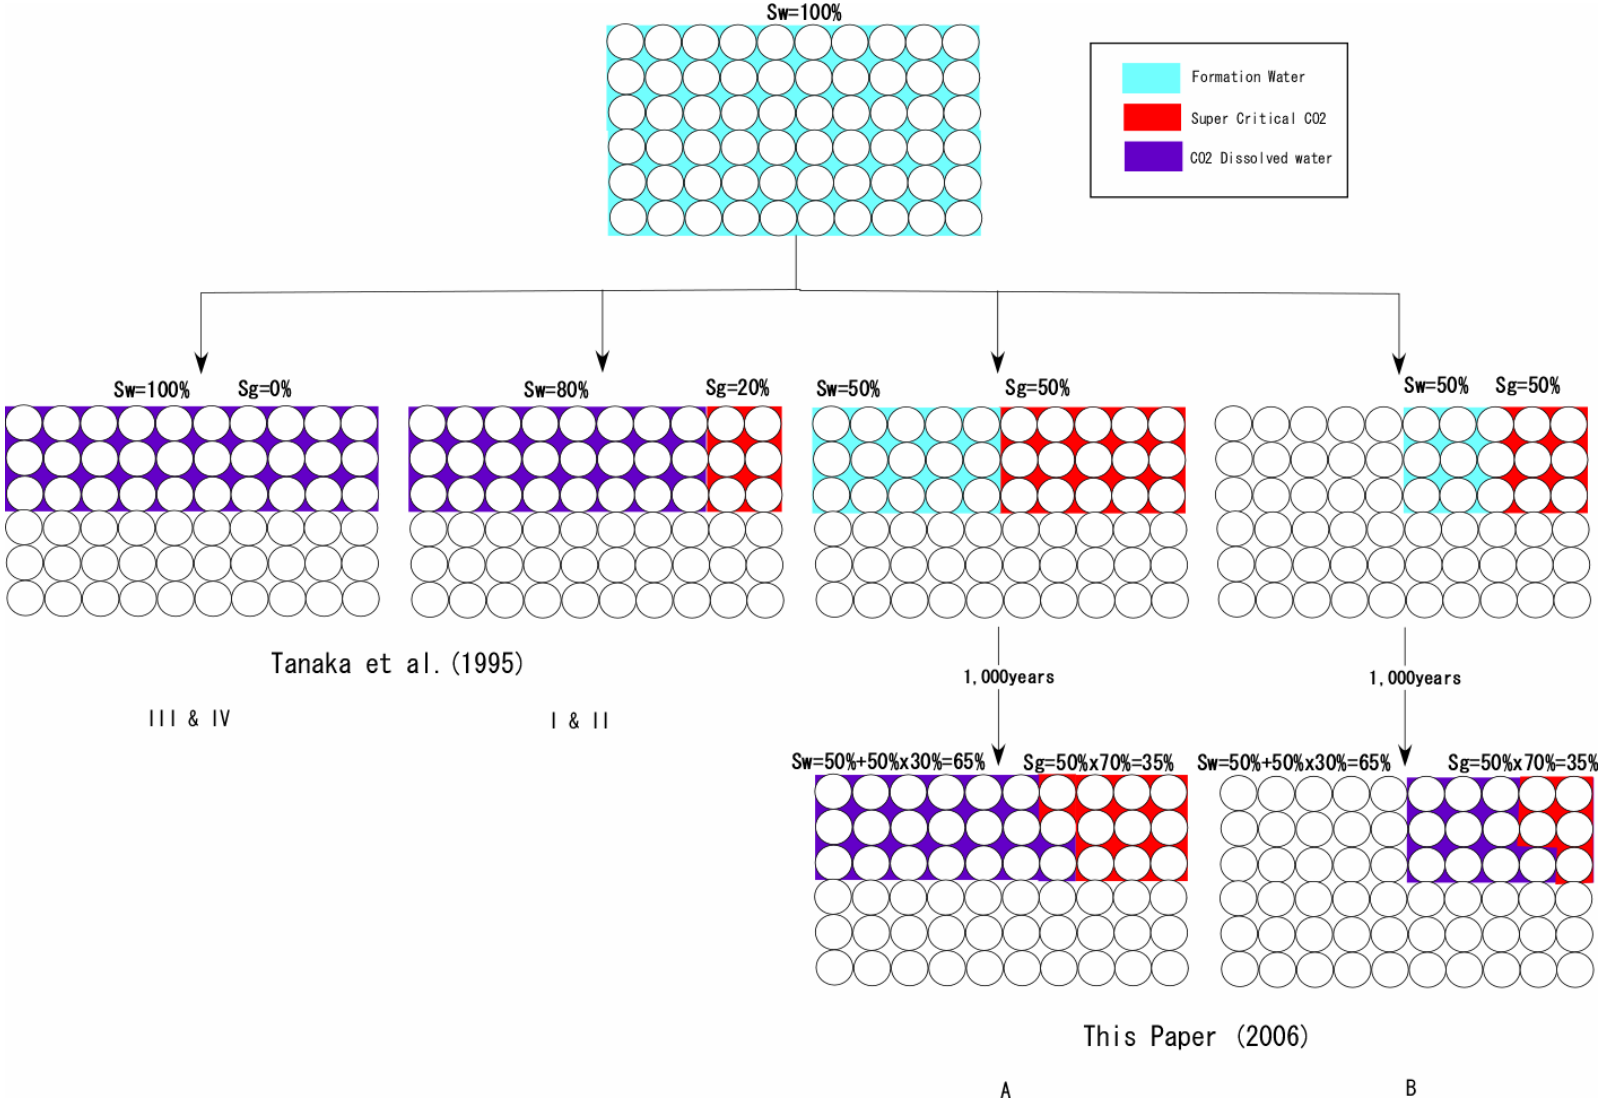 Sw=100%
Formation Water
Super Critical CO2
CO2 Dissolved water
Sw=100% Sg=0%
Sw=80% Sg=20%
Sw=50% Sg=50%
Sw=50% Sg=50%
Tanaka et al.(1995)
III & IV
I & II
1,000years
1,000years
Sw=50%+50%x30%=65% Sg=50%x70%=35%
Sw=50%+50%x30%=65% Sg=50%x70%=35%
This Paper (2006)
A
B